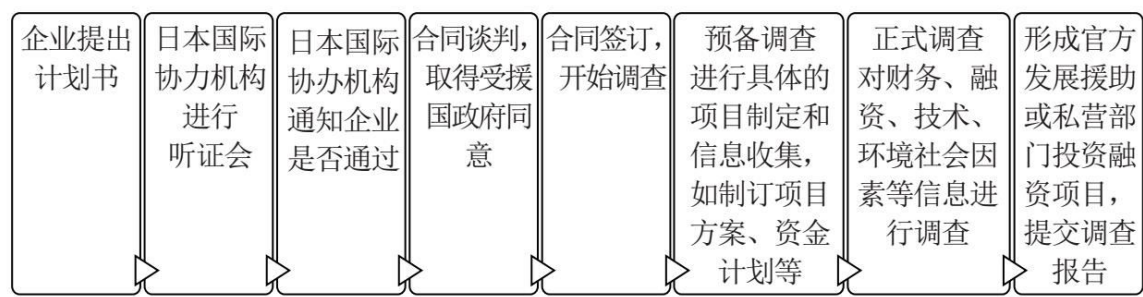 企业提出
计划书
日本国际
协力机构
进行
听证会
日本国际
协办机构
通知企业
是否通过
合同谈判，
取得受援
国政府同
意
合同签订，
开始调查
预备调查
进行具体的
项目制定和
信息收集，
如制订项目
方案、资金
计划等
正式调查
对财务、融
资、技术、
环境社会因
素等信息进
行调查
形成官方
发展援助
或私营部
门投资融
资项目，
提交调查
报告